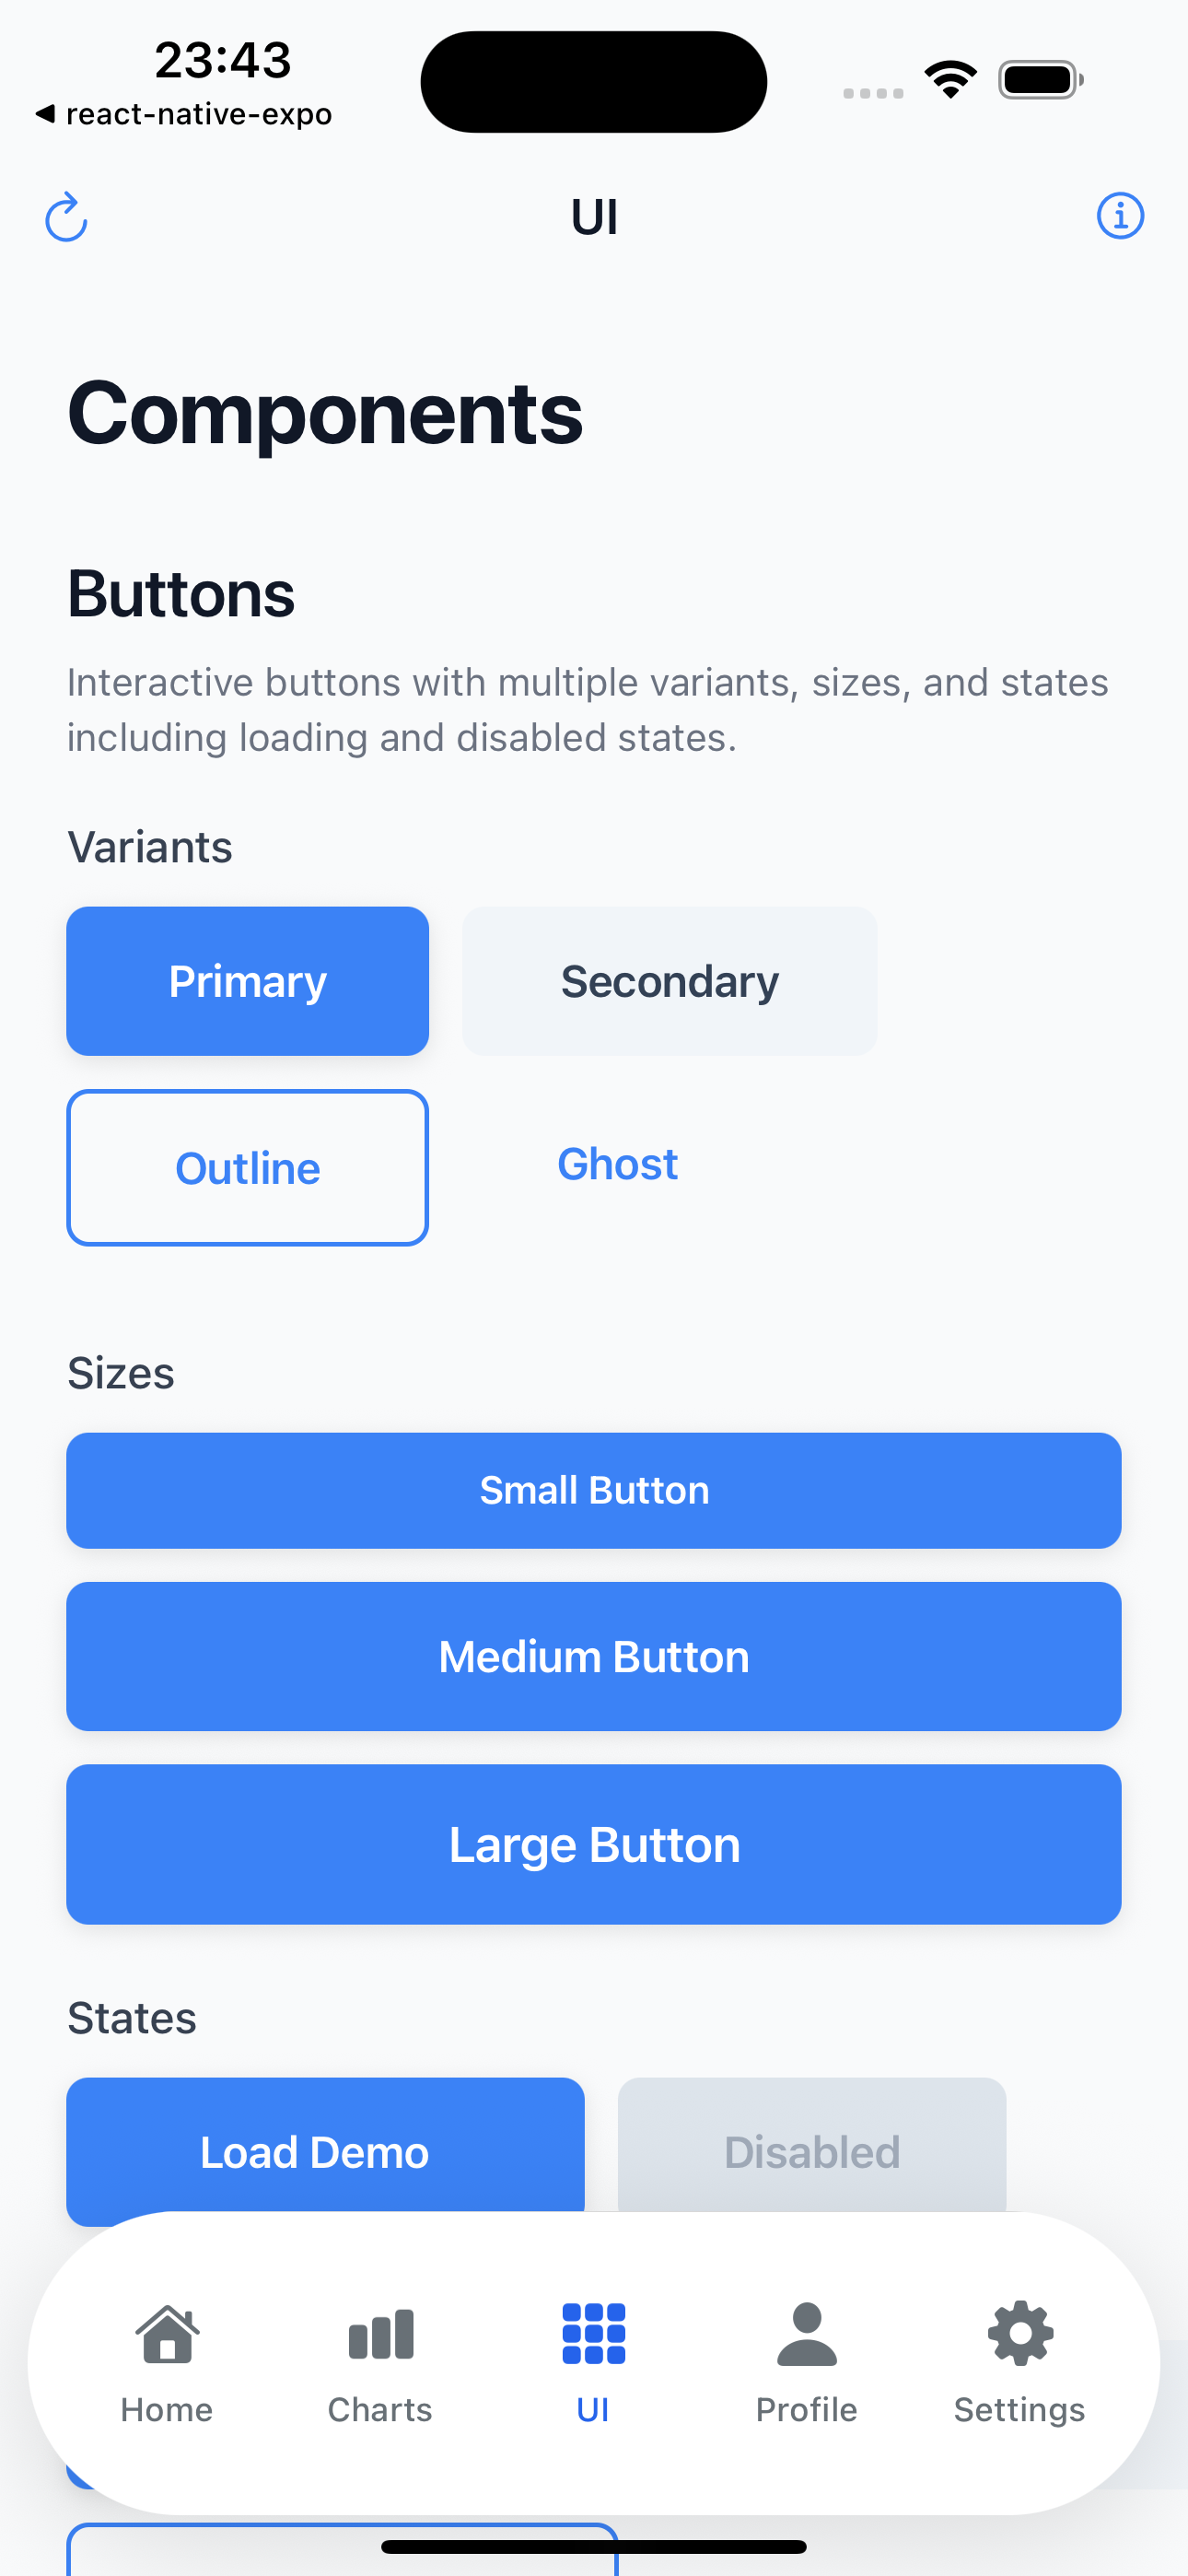 23:43
react-native-expo
UI
Components
Buttons
Interactive buttons with multiple variants, sizes, and states
including loading and disabled states.
Variants
Primary
Secondary
Outline
Ghost
Sizes
Small Button
Medium Button
Large Button
States
Load Demo
Disabled
Home
Charts
UI
Profile
Settings